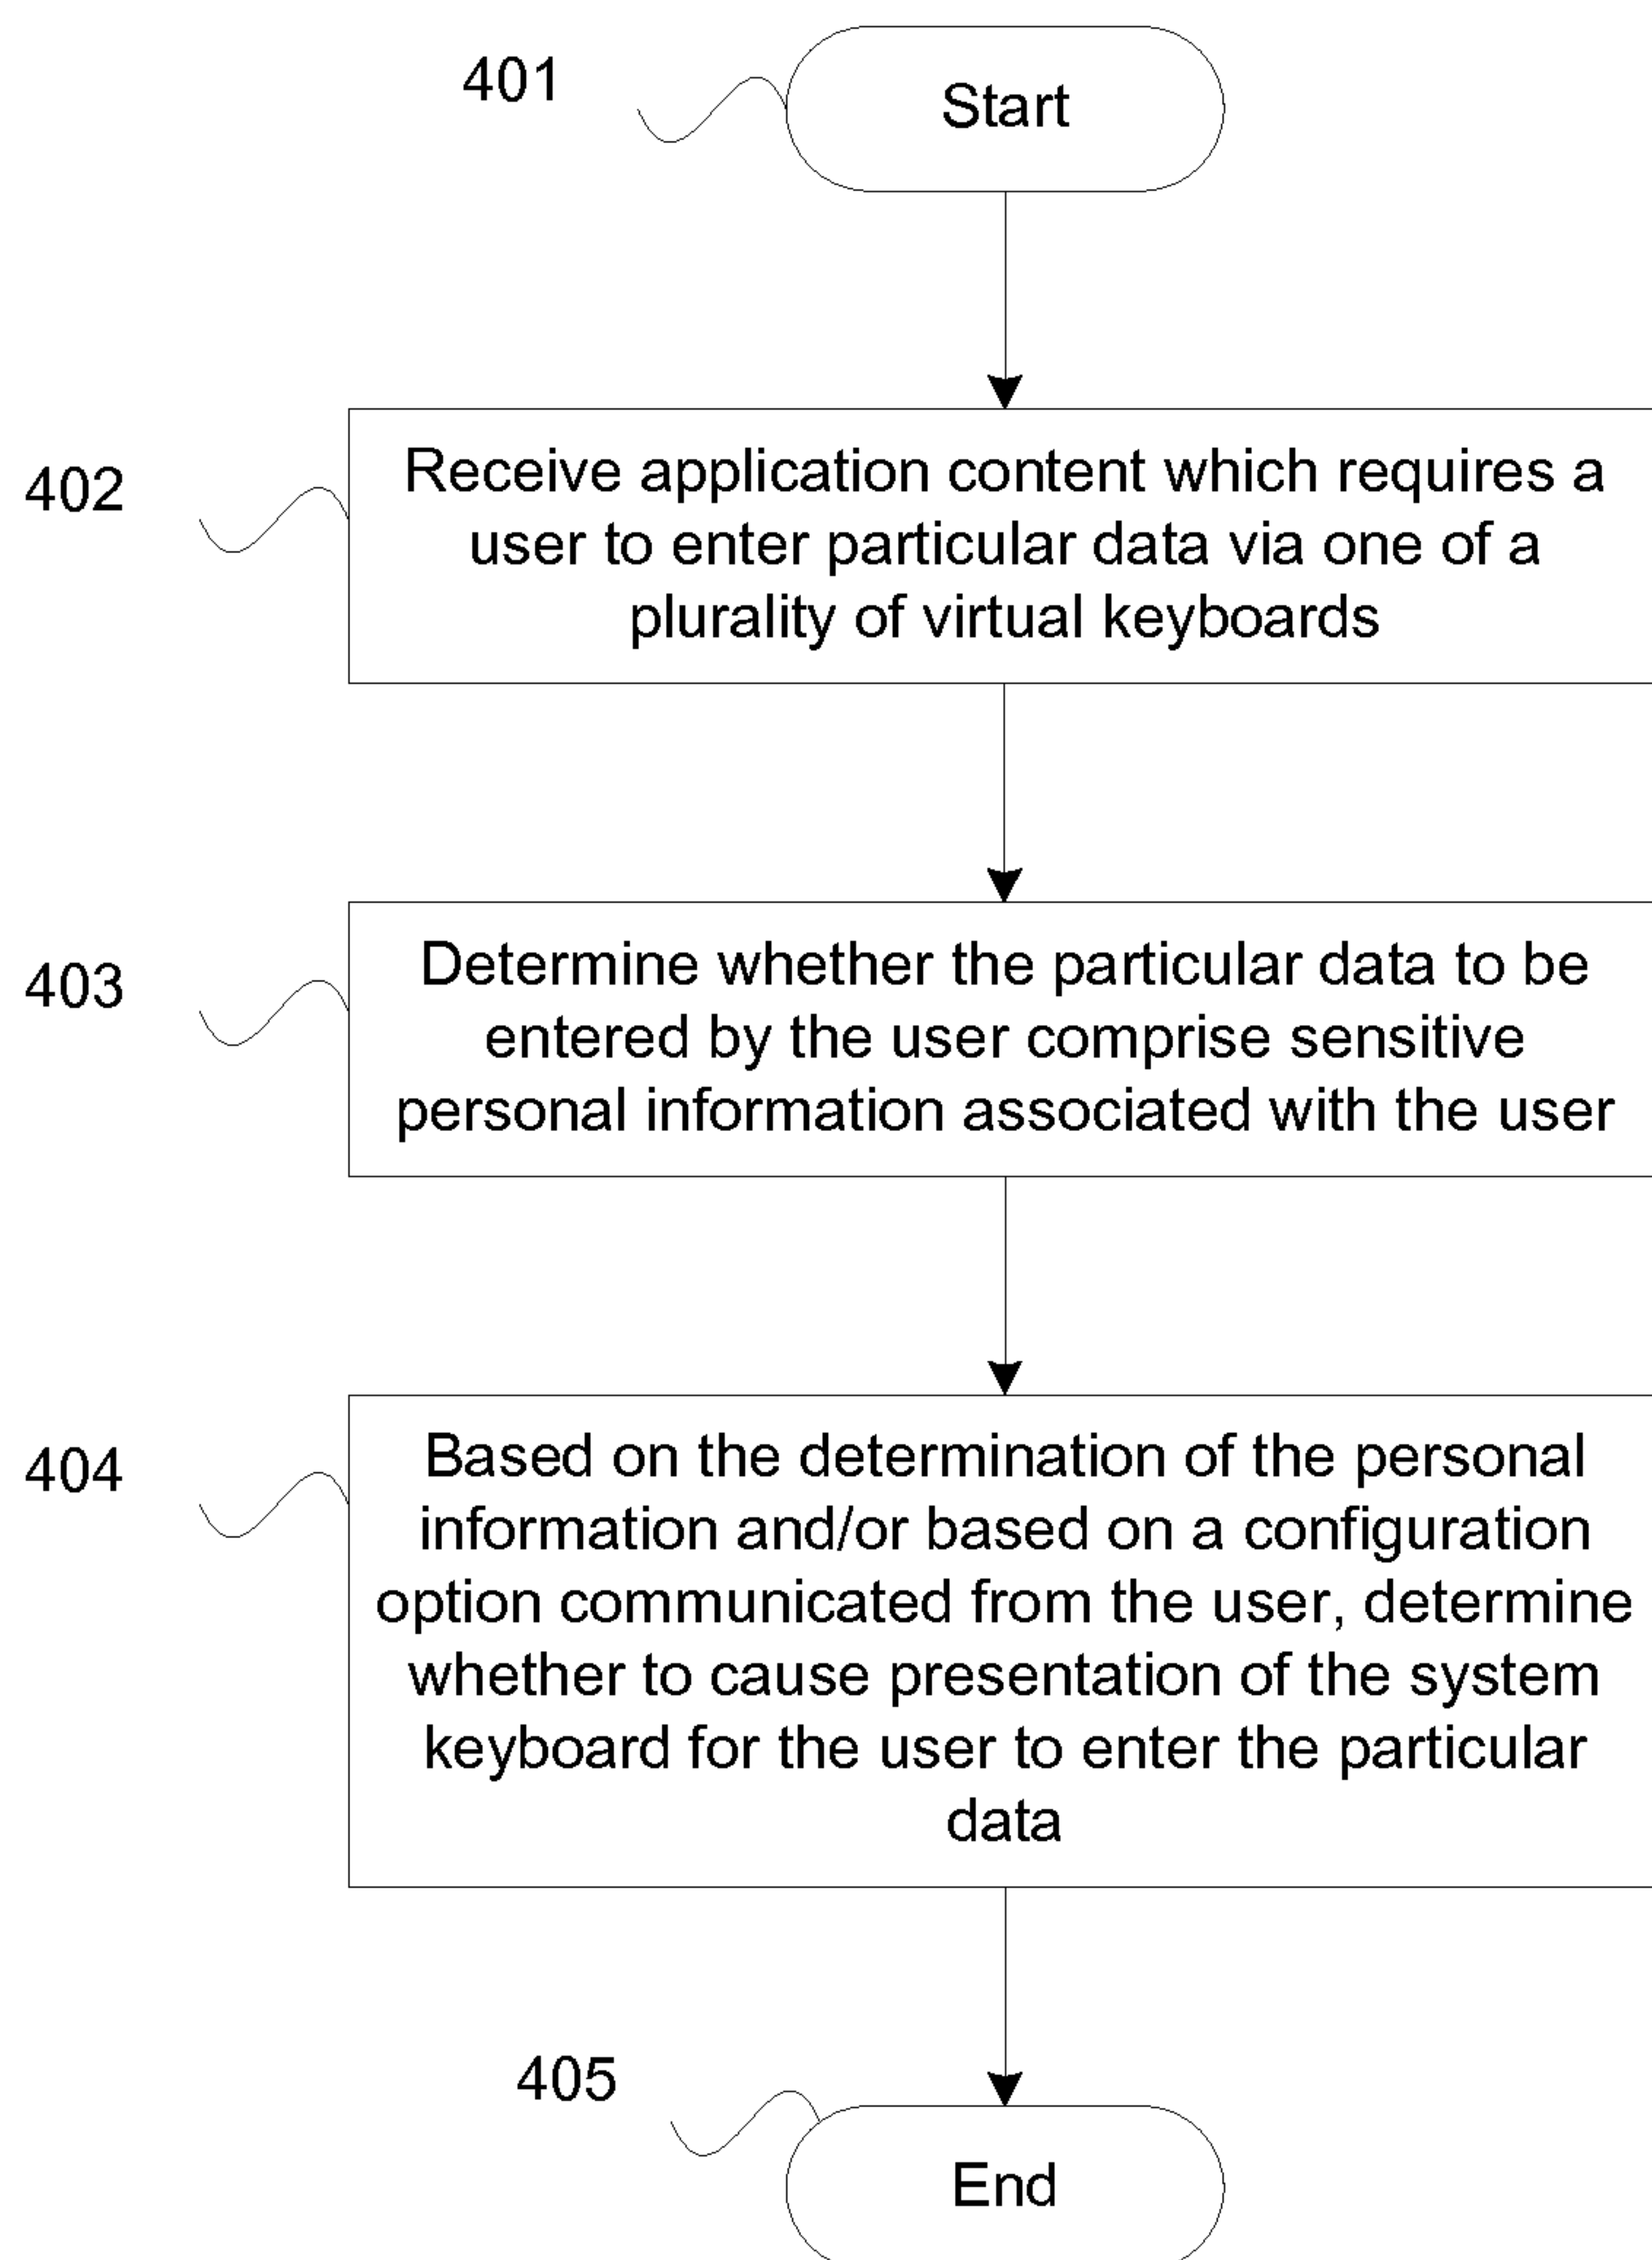 401
Start
402
Receive application content which requires a
user to enter particular data via one of a
plurality of virtual keyboards
403
Determine whether the particular data to be
entered by the user comprise sensitive
personal information associated with the user
404
Based on the determination of the personal
information and/or based on a configuration
option communicated from the user, determine
whether to cause presentation of the system
keyboard for the user to enter the particular
data
405
End